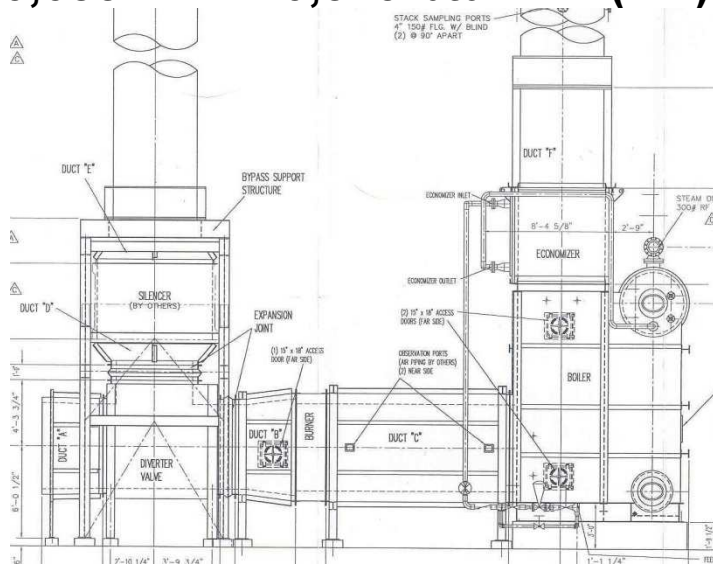 STACK SAMPLING PORTS
4" 150# FLG. W/ BLIND
(2) @ 90° APART
A
C
DUCT "E"
BYPASS SUPPORT
STRUCTURE
DUCT "F"
ECONOMIZER INLET
STEAM
300# RF
8'-4 5/8"
2'-9"
ECONOMIZER
A
ECONOMIZER OUTLET
SILENCER
(BY OTHERS)
C
DUCT "D"
EXPANSION
JOINT
(2) 15" x 18" ACCESS
DOORS (FAR SIDE)
(1) 15" x 18" ACCESS
DOOR (FAR SIDE)
OBSERVATION PORTS
(AIR PIPING BY OTHERS)
(2) NEAR SIDE
BOILER
4'-3 3/4"
DUCT "A"
DUCT "B"
BURNER
DUCT "C"
DIVERTER
VALVE
6'-0 1/2"
2'-10 1/4"
3'-9 3/4"
1'-1 1/4"